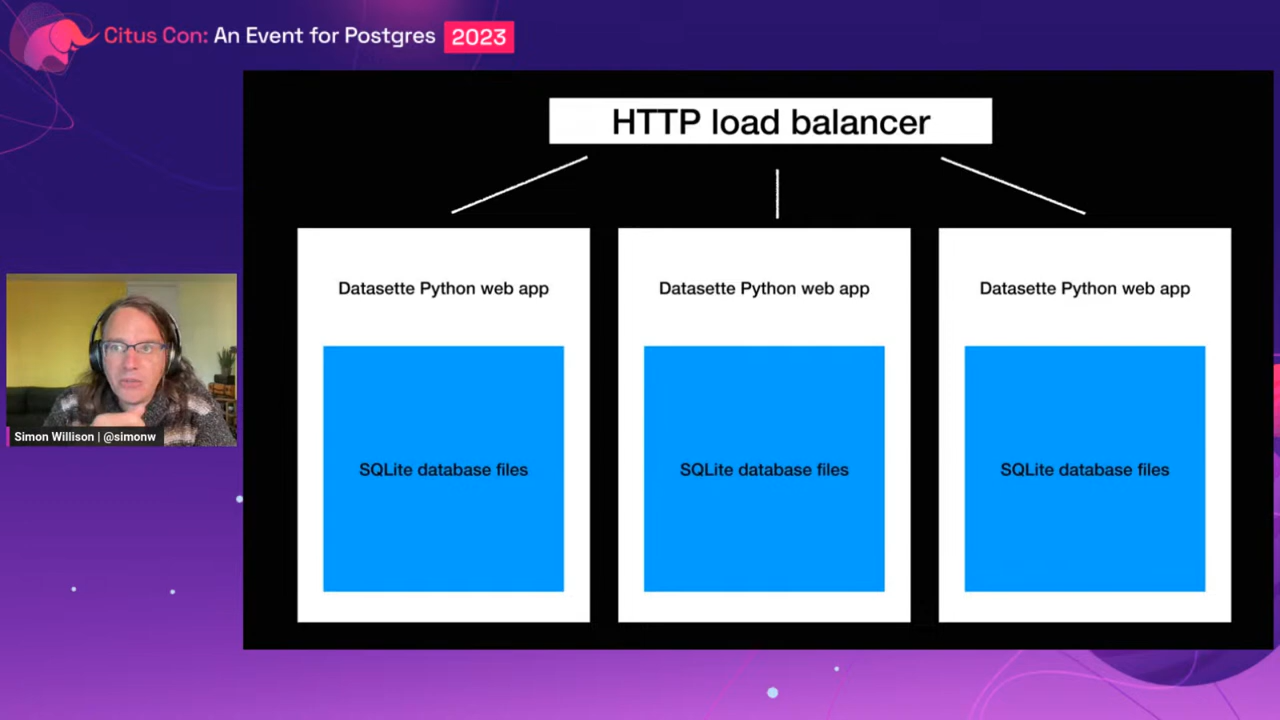 Citus Con: An Event for Postgres 2023
HTTP load balancer
Datasette Python web app
Datasette Python web app
Datasette Python web app
SQLite database files
SQLite database files
SQLite database files
Simon Willison | @simonw